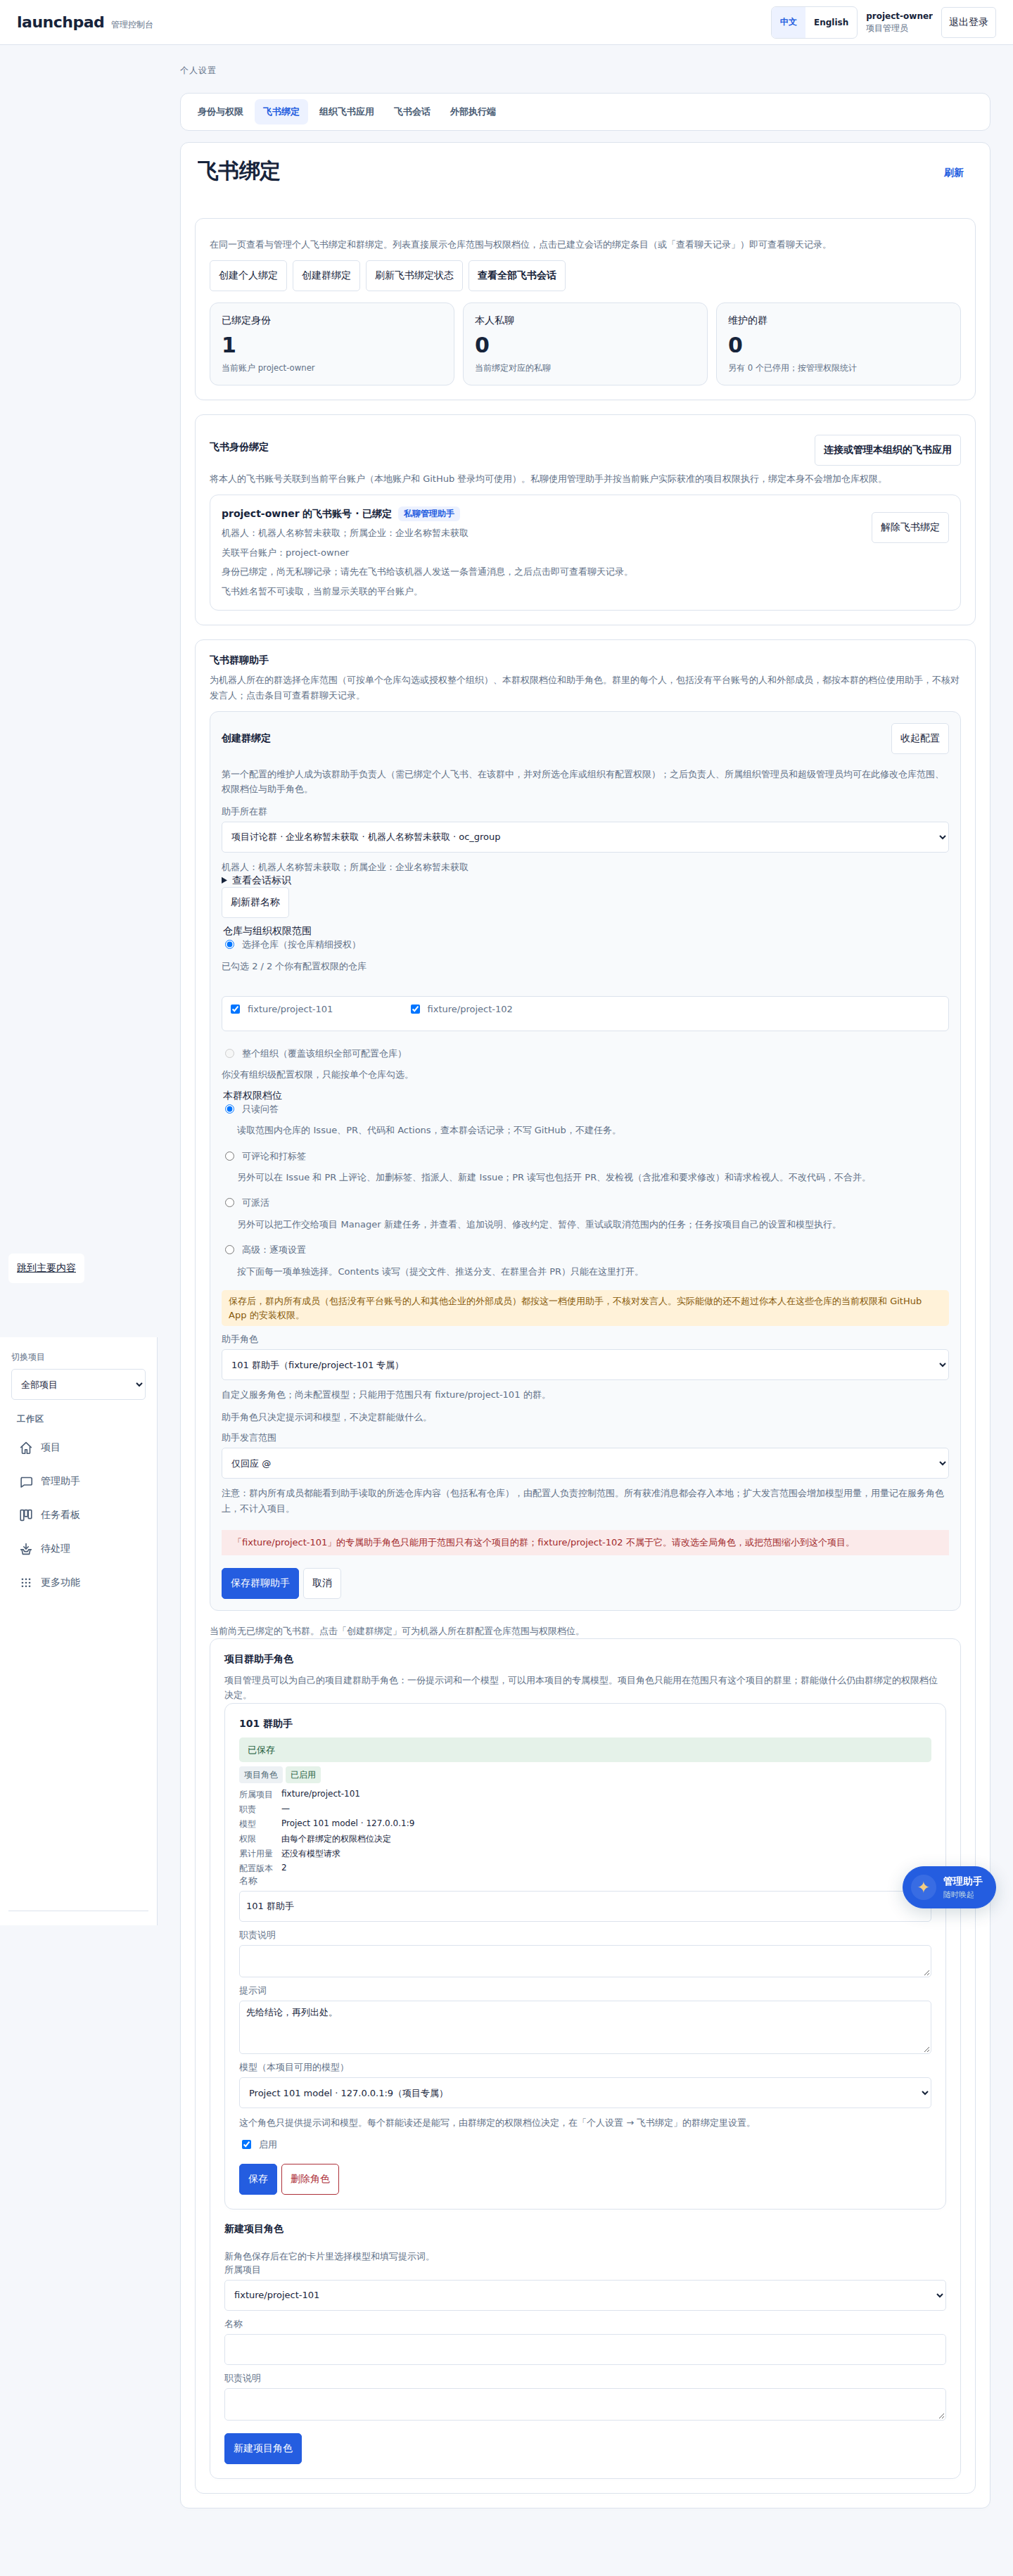 launchpad 管理控制台
中文 English
project-owner
项目管理员
退出登录
个人设置
身份与权限 飞书绑定 组织飞书应用 飞书会话 外部执行端
飞书绑定
刷新
在同一页查看与管理个人飞书绑定和群绑定。列表直接展示仓库范围与权限档位，点击已建立会话的绑定条目（或「查看聊天记录」）即可查看聊天记录。
创建个人绑定 创建群绑定 刷新飞书绑定状态 查看全部飞书会话
已绑定身份
1
当前账户 project-owner
本人私聊
0
当前绑定对应的私聊
维护的群
0
另有 0 个已停用；按管理权限统计
飞书身份绑定
连接或管理本组织的飞书应用
将本人的飞书账号关联到当前平台账户（本地账户和 GitHub 登录均可使用）。私聊使用管理助手并按当前账户实际获准的项目权限执行，绑定本身不会增加仓库权限。
project-owner 的飞书账号 · 已绑定 私聊管理助手
机器人：机器人名称暂未获取；所属企业：企业名称暂未获取
关联平台账户：project-owner
身份已绑定，尚无私聊记录；请先在飞书给该机器人发送一条普通消息，之后点击即可查看聊天记录。
飞书姓名暂不可读取，当前显示关联的平台账户。
解除飞书绑定
飞书群聊助手
为机器人所在的群选择仓库范围（可按单个仓库勾选或授权整个组织）、本群权限档位和助手角色。群里的每个人，包括没有平台账号的人和外部成员，都按本群的档位使用助手，不核对
发言人；点击条目可查看群聊天记录。
创建群绑定
收起配置
第一个配置的维护人成为该群助手负责人（需已绑定个人飞书、在该群中，并对所选仓库或组织有配置权限）；之后负责人、所属组织管理员和超级管理员均可在此修改仓库范围、
权限档位与助手角色。
助手所在群
项目讨论群 · 企业名称暂未获取 · 机器人名称暂未获取 · oc_group
机器人：机器人名称暂未获取；所属企业：企业名称暂未获取
查看会话标识
刷新群名称
仓库与组织权限范围
选择仓库（按仓库精细授权）
已勾选 2 / 2 个你有配置权限的仓库
fixture/project-101 fixture/project-102
整个组织（覆盖该组织全部可配置仓库）
你没有组织级配置权限，只能按单个仓库勾选。
本群权限档位
只读问答
读取范围内仓库的 Issue、PR、代码和 Actions，查本群会话记录；不写 GitHub，不建任务。
可评论和打标签
另外可以在 Issue 和 PR 上评论、加删标签、指派人、新建 Issue；PR 读写也包括开 PR、发检视（含批准和要求修改）和请求检视人。不改代码，不合并。
可派活
另外可以把工作交给项目 Manager 新建任务，并查看、追加说明、修改约定、暂停、重试或取消范围内的任务；任务按项目自己的设置和模型执行。
高级：逐项设置
按下面每一项单独选择。Contents 读写（提交文件、推送分支、在群里合并 PR）只能在这里打开。
保存后，群内所有成员（包括没有平台账号的人和其他企业的外部成员）都按这一档使用助手，不核对发言人。实际能做的还不超过你本人在这些仓库的当前权限和 GitHub
App 的安装权限。
助手角色
101 群助手（fixture/project-101 专属）
自定义服务角色；尚未配置模型；只能用于范围只有 fixture/project-101 的群。
助手角色只决定提示词和模型，不决定群能做什么。
助手发言范围
仅回应 @
注意：群内所有成员都能看到助手读取的所选仓库内容（包括私有仓库），由配置人负责控制范围。所有获准消息都会存入本地；扩大发言范围会增加模型用量，用量记在服务角色
上，不计入项目。
「fixture/project-101」的专属助手角色只能用于范围只有这个项目的群；fixture/project-102 不属于它。请改选全局角色，或把范围缩小到这个项目。
保存群聊助手 取消
当前尚无已绑定的飞书群。点击「创建群绑定」可为机器人所在群配置仓库范围与权限档位。
项目群助手角色
项目管理员可以为自己的项目建群助手角色：一份提示词和一个模型，可以用本项目的专属模型。项目角色只能用在范围只有这个项目的群里；群能做什么仍由群绑定的权限档位
决定。
101 群助手
已保存
项目角色 已启用
所属项目 fixture/project-101
职责 —
模型 Project 101 model · 127.0.0.1:9
权限 由每个群绑定的权限档位决定
累计用量 还没有模型请求
配置版本 2
名称
101 群助手
职责说明
提示词
先给结论，再列出处。
模型（本项目可用的模型）
Project 101 model · 127.0.0.1:9（项目专属）
这个角色只提供提示词和模型。每个群能读还是能写，由群绑定的权限档位决定，在「个人设置 → 飞书绑定」的群绑定里设置。
启用
保存 删除角色
新建项目角色
新角色保存后在它的卡片里选择模型和填写提示词。
所属项目
fixture/project-101
名称
职责说明
新建项目角色
跳到主要内容
切换项目
全部项目
工作区
项目
管理助手
任务看板
待处理
更多功能
管理助手
随时唤起